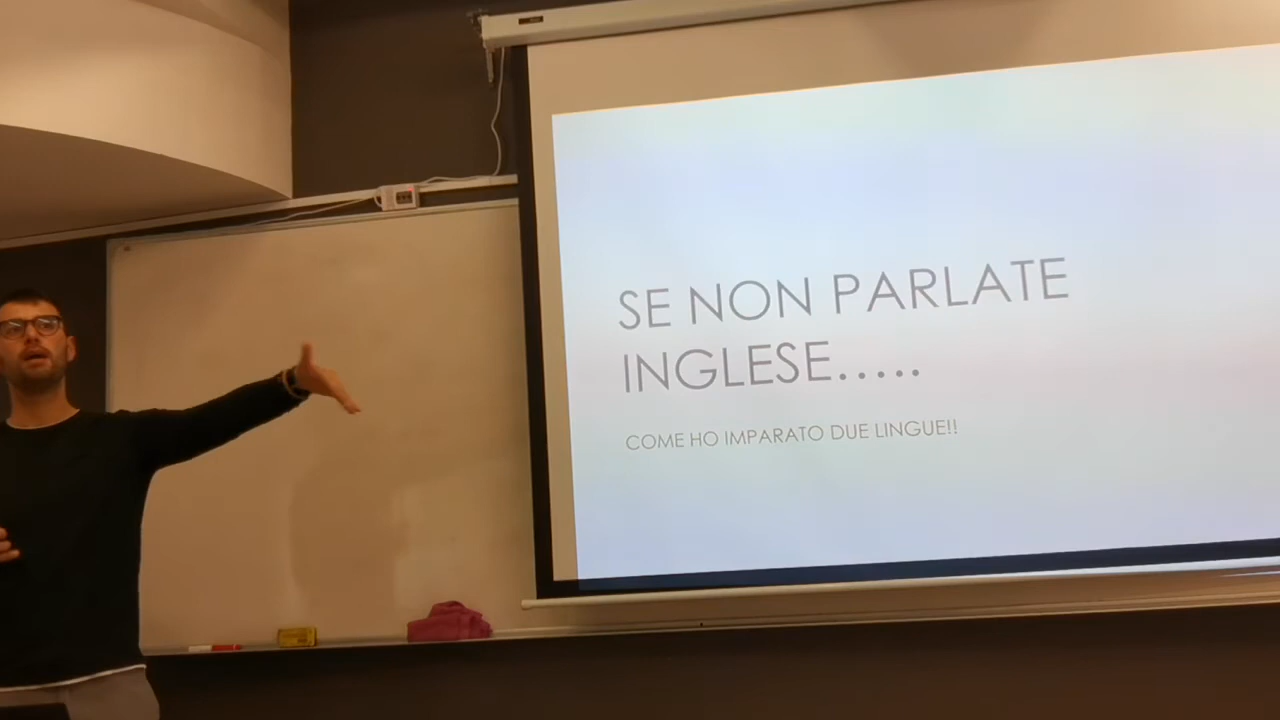 SE NON PARLATE
INGLESE.....
COME HO IMPARATO DUE LINGUE!!